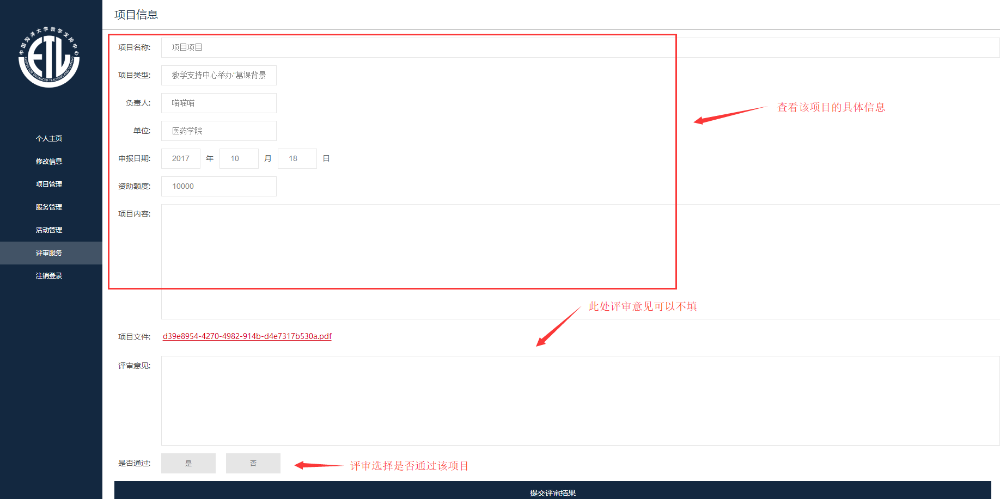 中国海洋大学教学支持中心
ETL
CENTER FOR ENHANCED TEACHING AND LEARNING
个人主页
修改信息
项目管理
服务管理
活动管理
评审服务
注销登录
项目信息
项目名称: 项目项目
项目类型: 教学支持中心举办“慕课背景
负责人: 喵喵喵
查看该项目的具体信息
单位: 医药学院
申报日期: 2017 年 10 月 18 日
资助额度: 10000
项目内容:
此处评审意见可以不填
项目文件: d39e8954-4270-4982-914b-d4e7317b530a.pdf
评审意见:
是否通过: 是 否 评审选择是否通过该项目
提交评审结果